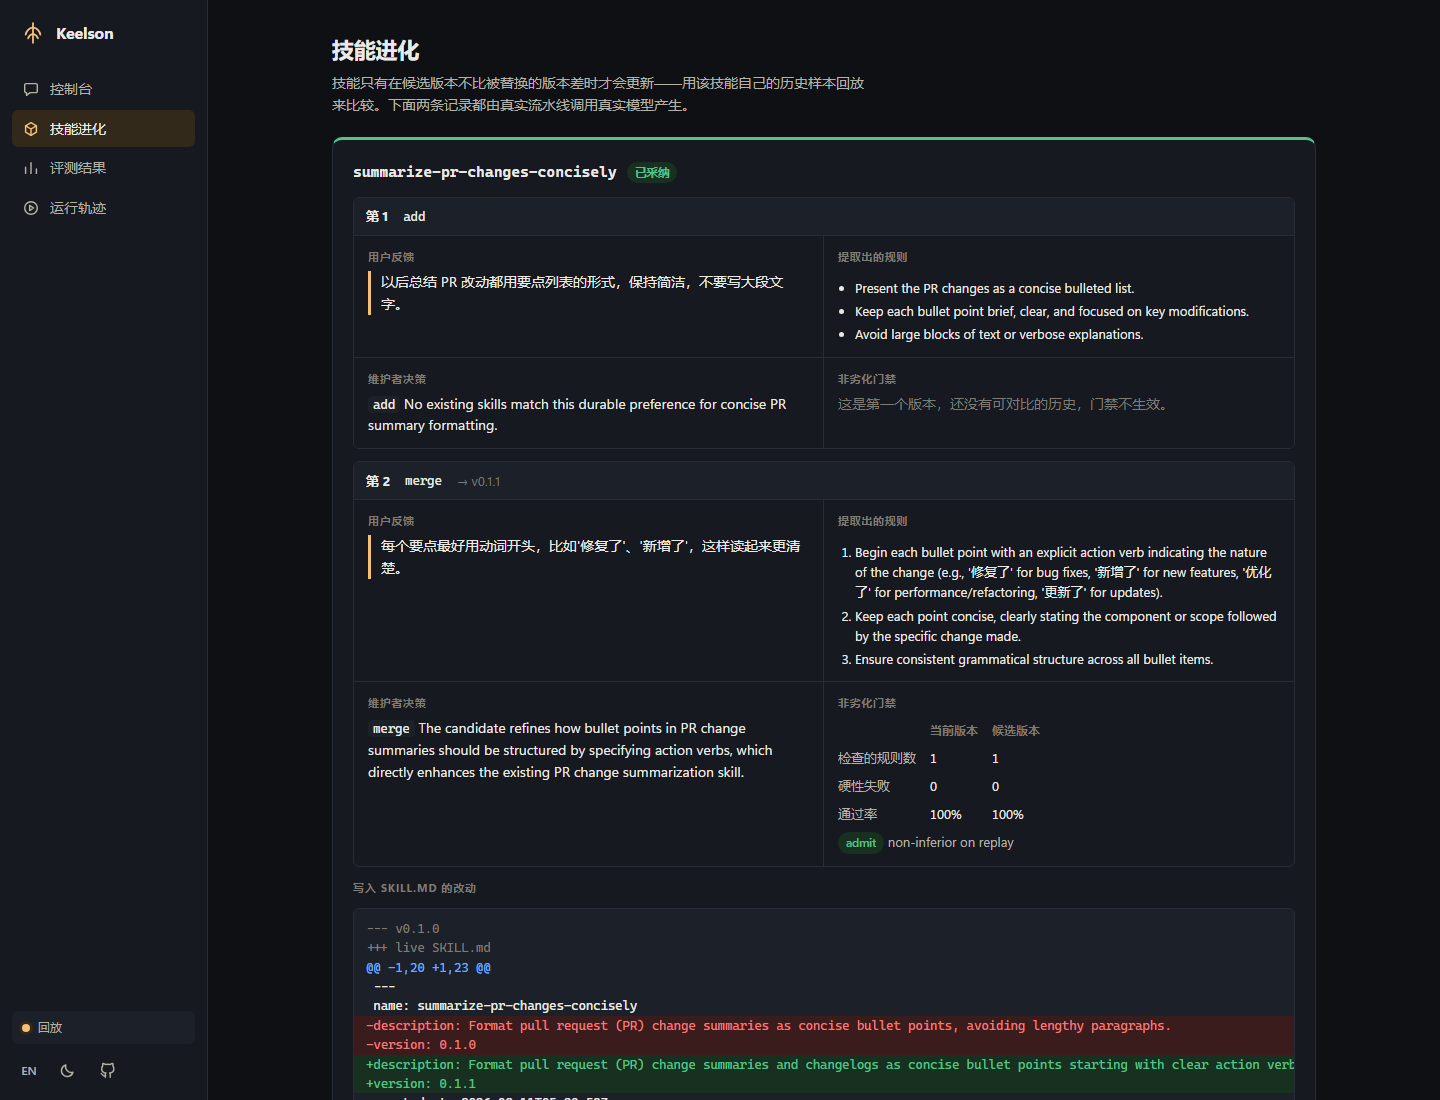 Keelson
控制台
技能进化
评测结果
运行轨迹
回放
EN
技能进化
技能只有在候选版本不比被替换的版本差时才会更新——用该技能自己的历史样本回放
来比较。下面两条记录都由真实流水线调用真实模型产生。
summarize-pr-changes-concisely 已采纳
第 1 add
用户反馈
以后总结 PR 改动都用要点列表的形式，保持简洁，不要写大段文
字。
提取出的规则
• Present the PR changes as a concise bulleted list.
• Keep each bullet point brief, clear, and focused on key modifications.
• Avoid large blocks of text or verbose explanations.
维护者决策
add No existing skills match this durable preference for concise PR
summary formatting.
非劣化门禁
这是第一个版本，还没有可对比的历史，门禁不生效。
第 2 merge → v0.1.1
用户反馈
每个要点最好用动词开头，比如'修复了'、'新增了'，这样读起来更清
楚。
提取出的规则
1. Begin each bullet point with an explicit action verb indicating the nature
of the change (e.g., '修复了' for bug fixes, '新增了' for new features, '优化
了' for performance/refactoring, '更新了' for updates).
2. Keep each point concise, clearly stating the component or scope followed
by the specific change made.
3. Ensure consistent grammatical structure across all bullet items.
维护者决策
merge The candidate refines how bullet points in PR change
summaries should be structured by specifying action verbs, which
directly enhances the existing PR change summarization skill.
非劣化门禁
当前版本 候选版本
检查的规则数 1 1
硬性失败 0 0
通过率 100% 100%
admit non-inferior on replay
写入 SKILL.MD 的改动
--- v0.1.0
+++ live SKILL.md
@@ -1,20 +1,23 @@
---
name: summarize-pr-changes-concisely
-description: Format pull request (PR) change summaries as concise bullet points, avoiding lengthy paragraphs.
-version: 0.1.0
+description: Format pull request (PR) change summaries and changelogs as concise bullet points starting with clear action verb
+version: 0.1.1